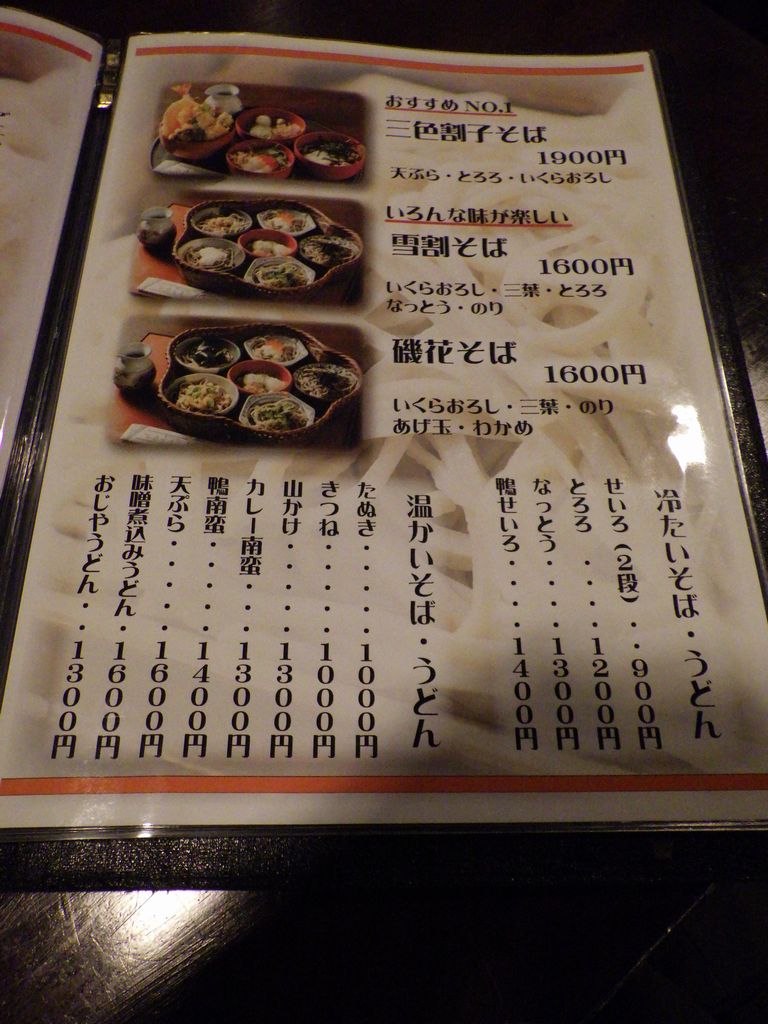 おすすめ NO.1
三色割子そば
1900円
天ぷら・とろろ・いくらおろし
いろんな味が楽しい
雪割そば
1600円
いくらおろし・三葉・とろろ
なっとう・のり
磯花そば
1600円
いくらおろし・三葉・のり
あげ玉・わかめ
冷たいそば・うどん
せいろ(2段)・・900円
とろろ・・・・1200円
なっとう・・・・1300円
鴨せいろ・・・・1400円
温かいそば・うどん
たぬき・・・・・・1000円
きつね・・・・・・1000円
山かけ・・・・・・1300円
カレー南蛮・・・1300円
鴨南蛮・・・・・1400円
天ぷら・・・・・・1600円
味噌煮込みうどん・1600円
おじやうどん・・1300円